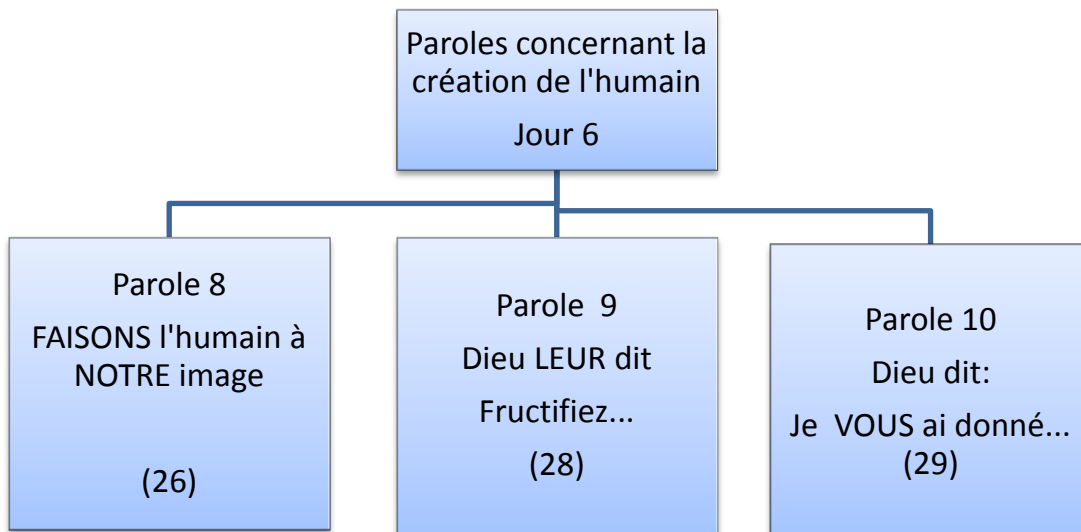 Paroles concernant la
création de l'humain
Jour 6
Parole 8
FAISONS l'humain à
NOTRE image
(26)
Parole  9
Dieu LEUR dit
Fructifiez...
(28)
Parole 10
Dieu dit:
Je  VOUS ai donné...
(29)